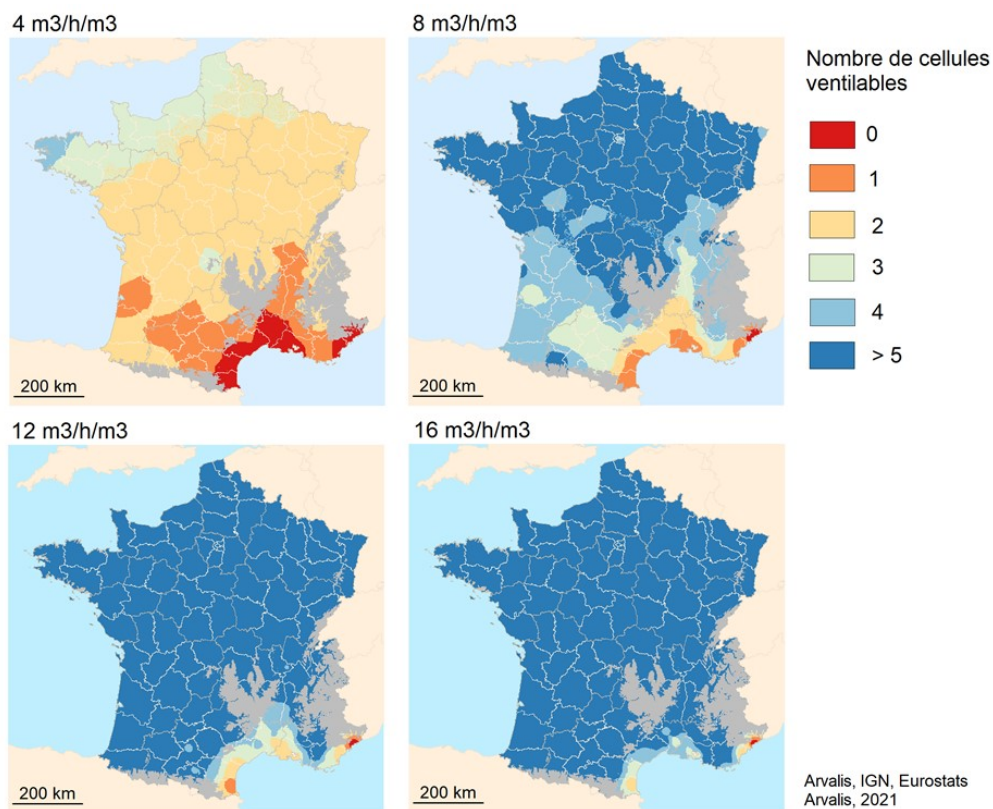 4 m3/h/m3
8 m3/h/m3
Nombre de cellules
ventilables
0
1
2
3
4
> 5
200 km
200 km
12 m3/h/m3
16 m3/h/m3
200 km
200 km
Arvalis, IGN, Eurostats
Arvalis, 2021